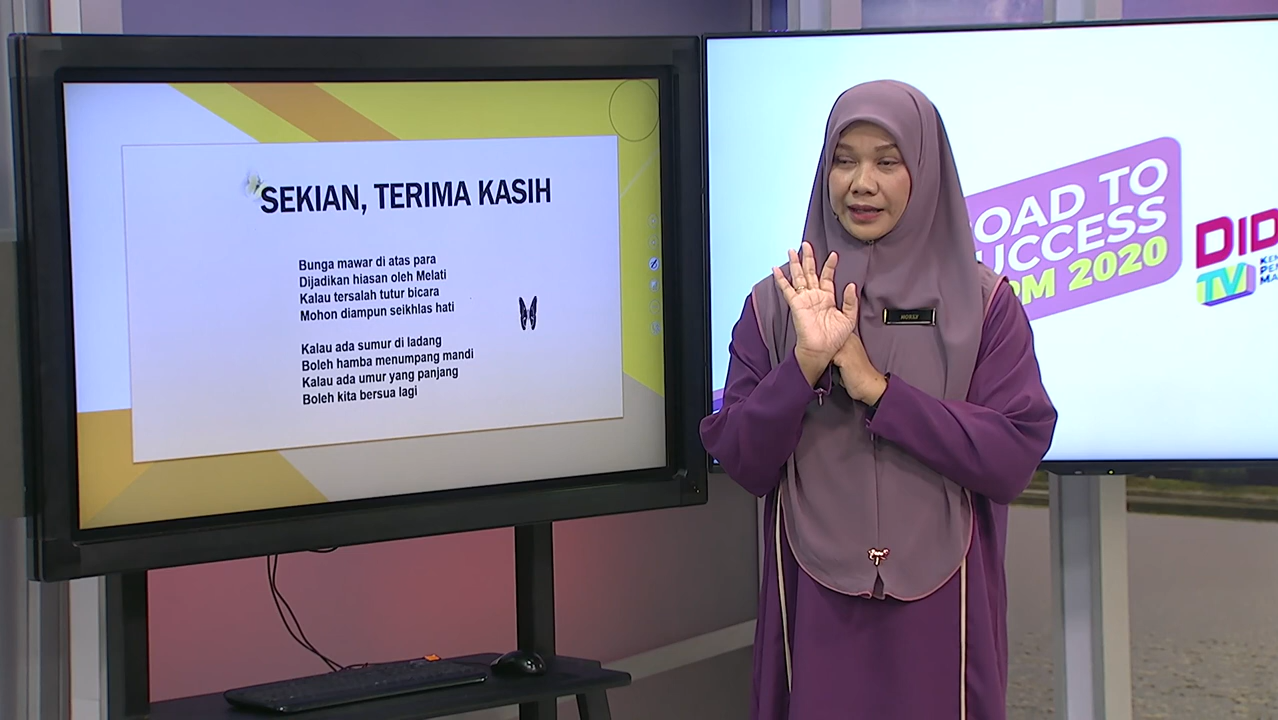 SEKIAN, TERIMA KASIH
Bunga mawar di atas para
Dijadikan hiasan oleh Melati
Kalau tersalah tutur bicara
Mohon diampun seikhlas hati
Kalau ada sumur di ladang
Boleh hamba menumpang mandi
Kalau ada umur yang panjang
Boleh kita bersua lagi
OAD TO
UCCESS
PM 2020
DID
TV